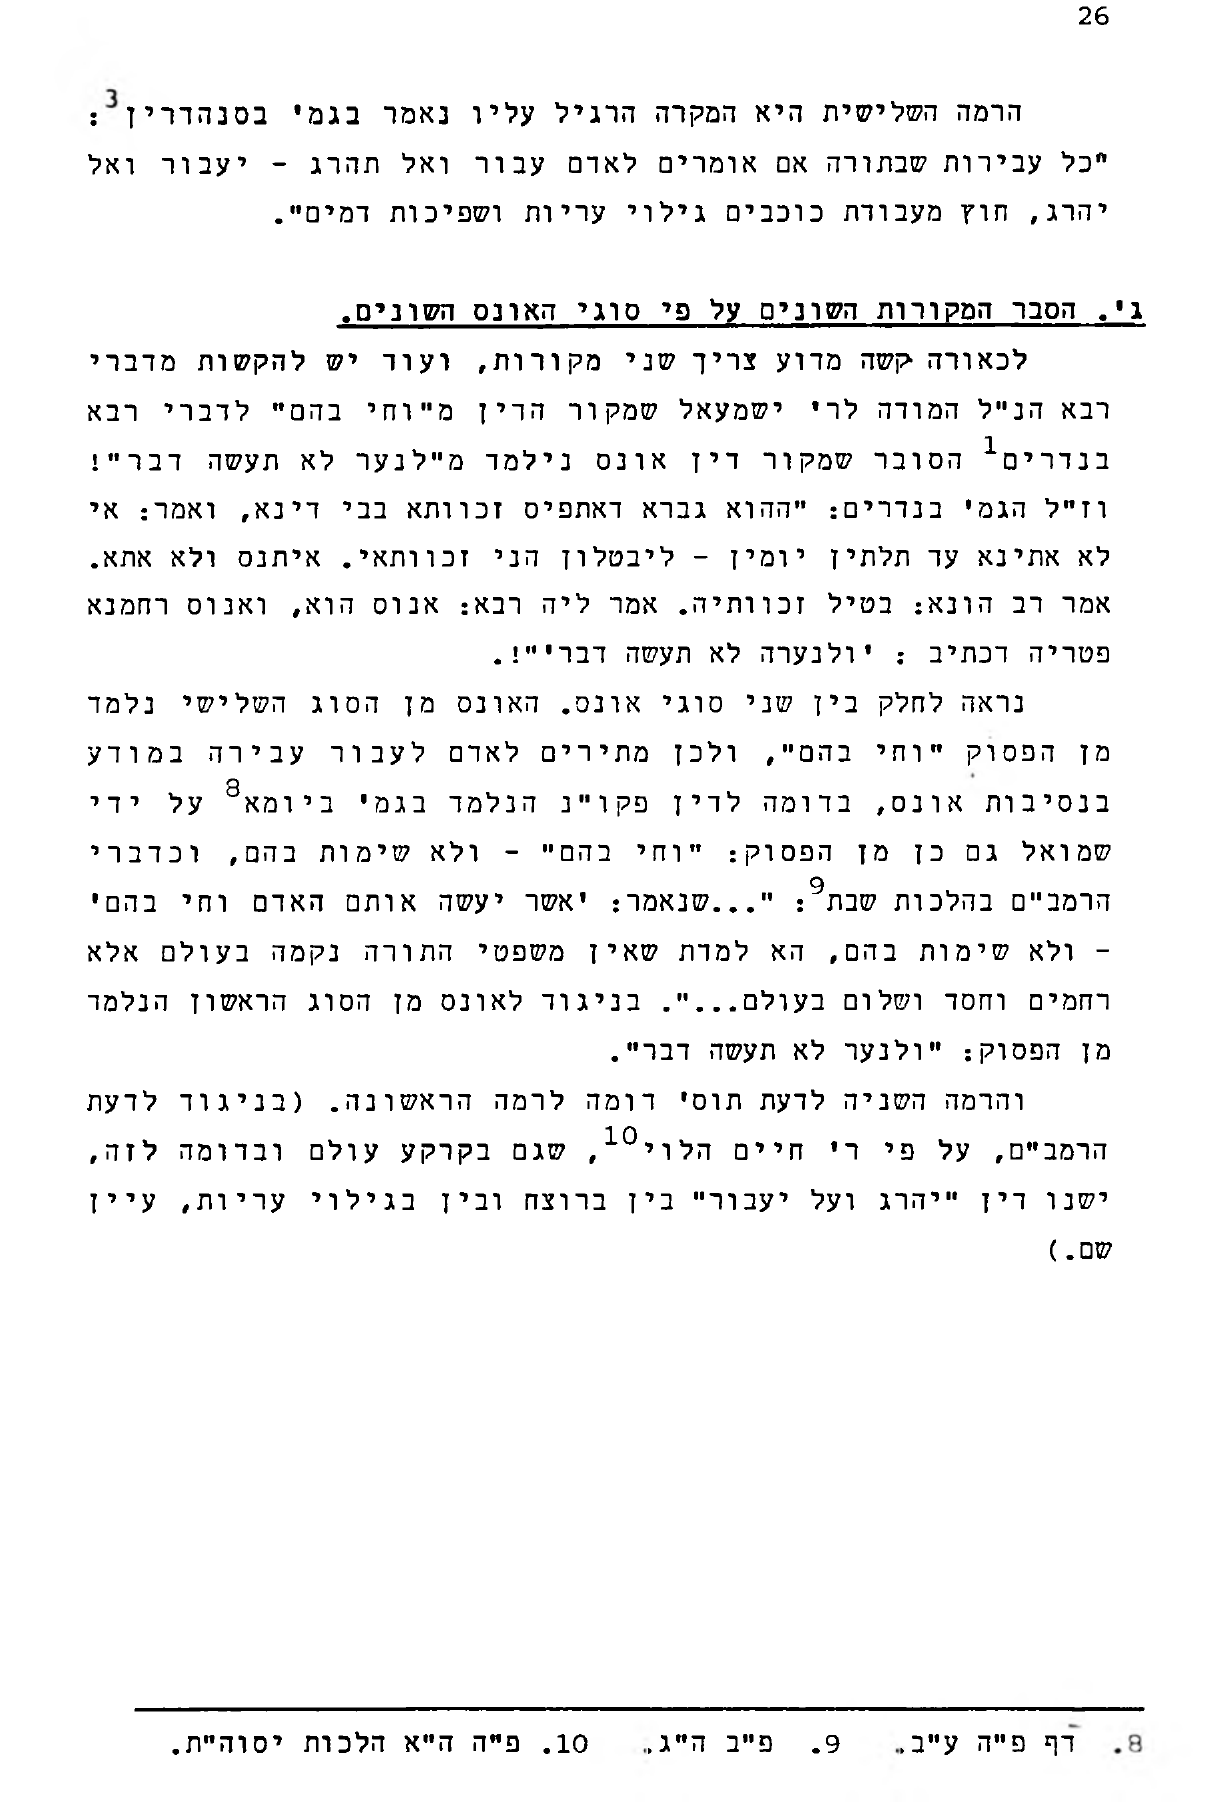 26
הרמה השלישית היא המקרה הרגיל עליו נאמר בגמ' בסנהדרין3:
"כל עבירות שבתורה אם אומרים לאדם עבור ואל תהרג - יעבור ואל
יהרג, חוץ מעבודת כוכבים גילוי עריות ושפיכות דמים".
ג'. הסבר המקורות השונים על פי סוגי האונס השונים.
לכאורה קשה מדוע צריך שני מקורות, ועוד יש להקשות מדברי
רבא הנ"ל המודה לר' ישמעאל שמקור הדין מ"וחי בהם" לדברי רבא
בנדרים1 הסובר שמקור דין אונס נילמד מ"לנער לא תעשה דבר"!
וז"ל הגמ' בנדרים: "ההוא גברא דאתפיס זכוותא בבי דינא, ואמר: אי
לא אתינא עד תלתין יומין - ליבטלון הני זכוותאי. איתנס ולא אתא.
אמר רב הונא: בטיל זכוותיה. אמר ליה רבא: אנוס הוא, ואנוס רחמנא
פטריה דכתיב : 'ולנערה לא תעשה דבר'"!.
נראה לחלק בין שני סוגי אונס. האונס מן הסוג השלישי נלמד
מן הפסוק "וחי בהם", ולכן מתירים לאדם לעבור עבירה במודע
בנסיבות אונס, בדומה לדין פקו"נ הנלמד בגמ' ביומא8 על ידי
שמואל גם כן מן הפסוק: "וחי בהם" - ולא שימות בהם, וכדברי
הרמב"ם בהלכות שבת9: "...שנאמר: 'אשר יעשה אותם האדם וחי בהם'
- ולא שימות בהם, הא למדת שאין משפטי התורה נקמה בעולם אלא
רחמים וחסד ושלום בעולם...". בניגוד לאונס מן הסוג הראשון הנלמד
מן הפסוק: "ולנער לא תעשה דבר".
והרמה השניה לדעת תוס' דומה לרמה הראשונה. (בניגוד לדעת
הרמב"ם, על פי ר' חיים הלוי10, שגם בקרקע עולם ובדומה לזה,
ישנו דין "יהרג ועל יעבור" בין ברוצח ובין בגילוי עריות, עיין
שם.)
8. דף פ"ה ע"ב. 9. פ"ב ה"ג. 10. פ"ה ה"א הלכות יסוה"ת.